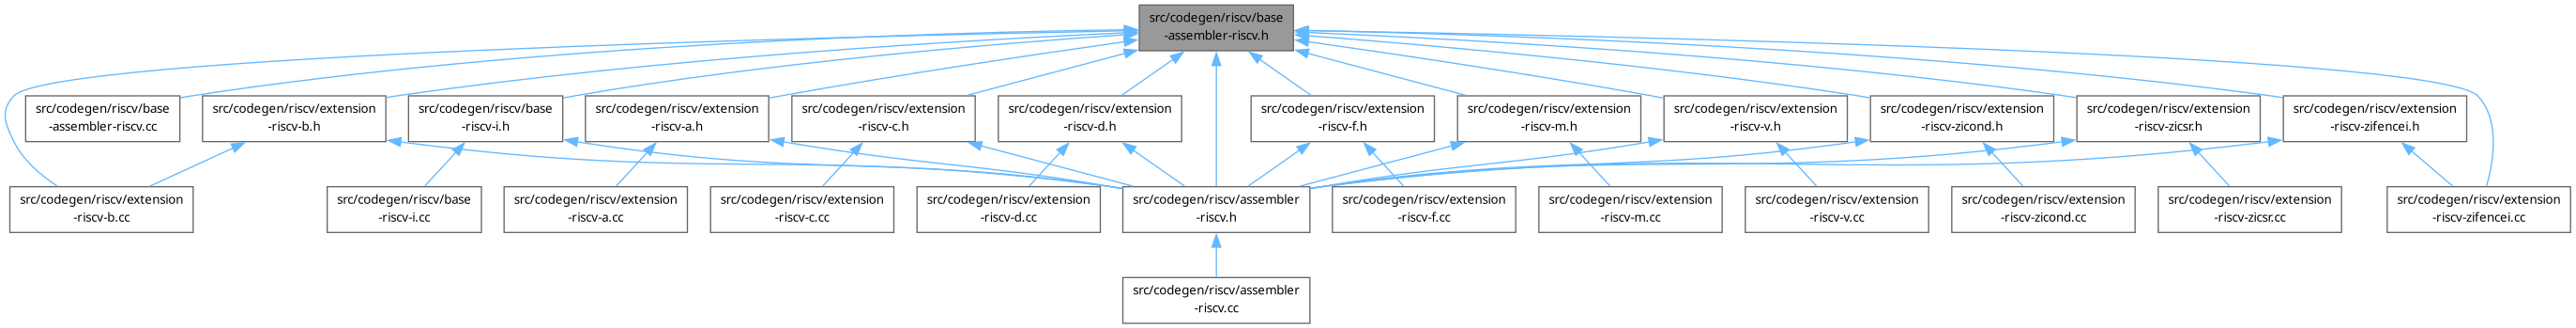 src/codegen/riscv/base
-assembler-riscv.h
src/codegen/riscv/base
-assembler-riscv.cc
src/codegen/riscv/extension
-riscv-b.h
src/codegen/riscv/base
-riscv-i.h
src/codegen/riscv/extension
-riscv-a.h
src/codegen/riscv/extension
-riscv-c.h
src/codegen/riscv/extension
-riscv-d.h
src/codegen/riscv/extension
-riscv-f.h
src/codegen/riscv/extension
-riscv-m.h
src/codegen/riscv/extension
-riscv-v.h
src/codegen/riscv/extension
-riscv-zicond.h
src/codegen/riscv/extension
-riscv-zicsr.h
src/codegen/riscv/extension
-riscv-zifencei.h
src/codegen/riscv/extension
-riscv-b.cc
src/codegen/riscv/base
-riscv-i.cc
src/codegen/riscv/extension
-riscv-a.cc
src/codegen/riscv/extension
-riscv-c.cc
src/codegen/riscv/extension
-riscv-d.cc
src/codegen/riscv/assembler
-riscv.h
src/codegen/riscv/extension
-riscv-f.cc
src/codegen/riscv/extension
-riscv-m.cc
src/codegen/riscv/extension
-riscv-v.cc
src/codegen/riscv/extension
-riscv-zicond.cc
src/codegen/riscv/extension
-riscv-zicsr.cc
src/codegen/riscv/extension
-riscv-zifencei.cc
src/codegen/riscv/assembler
-riscv.cc